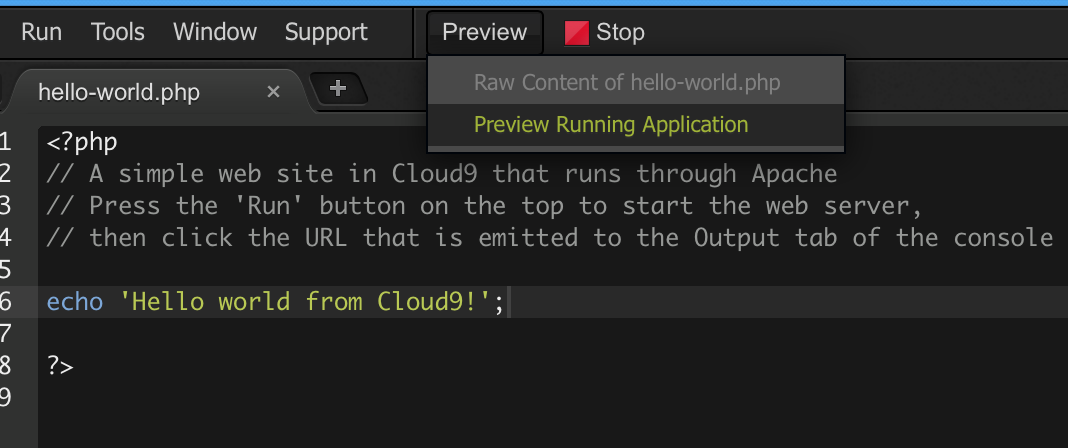 Run Tools Window Support Preview Stop
Raw Content of hello-world.php
hello-world.php × +
Preview Running Application
1 <?php
2 // A simple web site in Cloud9 that runs through Apache
3 // Press the 'Run' button on the top to start the web server,
4 // then click the URL that is emitted to the Output tab of the console
5
6 echo 'Hello world from Cloud9!';
7
8 ?>
9